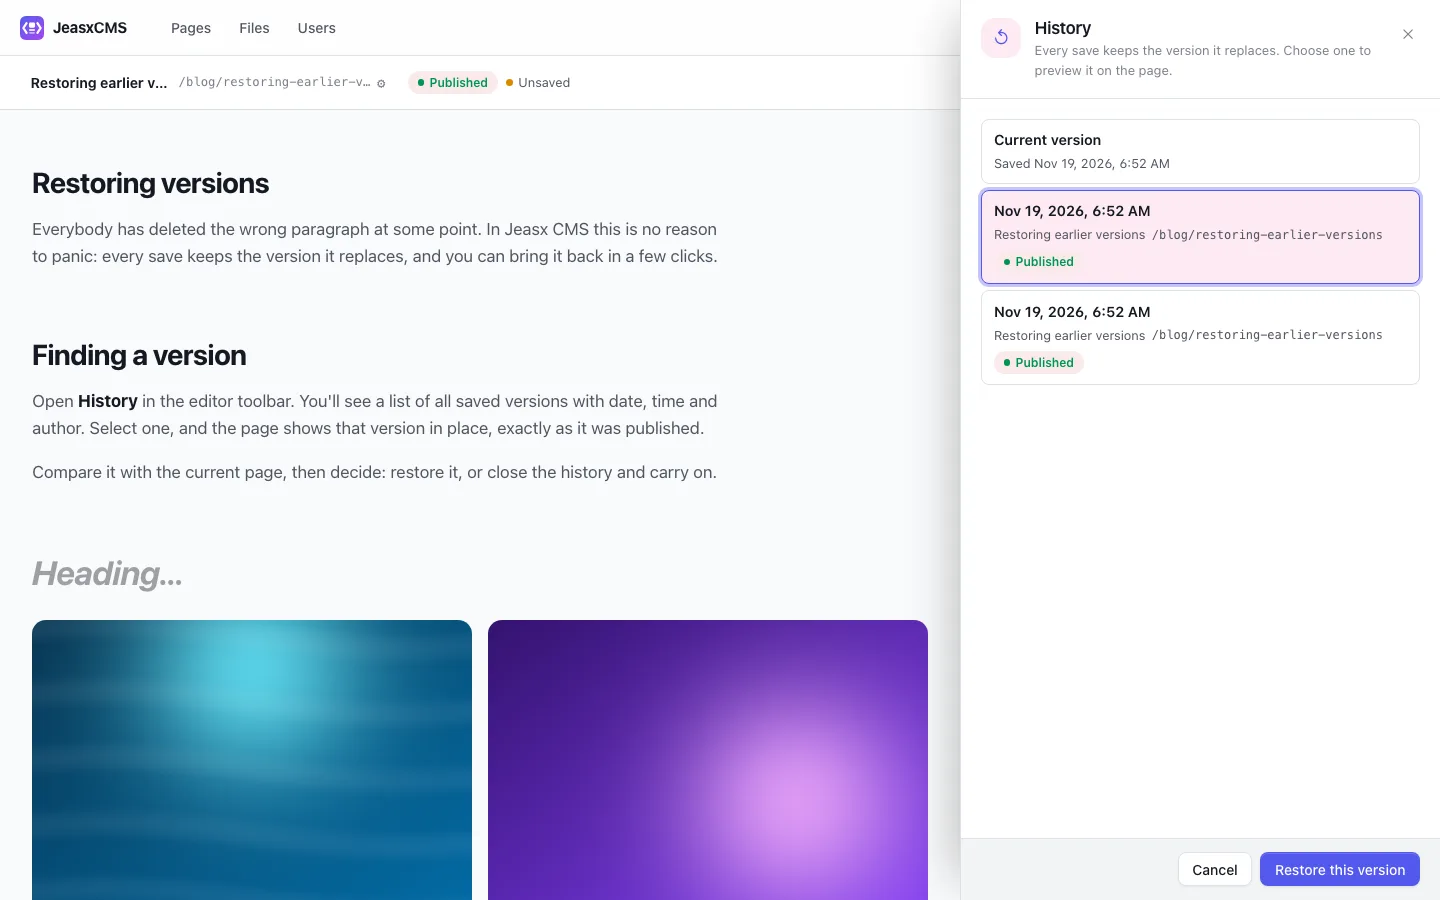 JeasxCMS Pages Files Users
Restoring earlier v... /blog/restoring-earlier-v… Published Unsaved
Restoring versions
Everybody has deleted the wrong paragraph at some point. In Jeasx CMS this is no reason
to panic: every save keeps the version it replaces, and you can bring it back in a few clicks.
Finding a version
Open History in the editor toolbar. You'll see a list of all saved versions with date, time and
author. Select one, and the page shows that version in place, exactly as it was published.
Compare it with the current page, then decide: restore it, or close the history and carry on.
Heading...
History
Every save keeps the version it replaces. Choose one to
preview it on the page.
Current version
Saved Nov 19, 2026, 6:52 AM
Nov 19, 2026, 6:52 AM
Restoring earlier versions /blog/restoring-earlier-versions
Published
Nov 19, 2026, 6:52 AM
Restoring earlier versions /blog/restoring-earlier-versions
Published
Cancel Restore this version